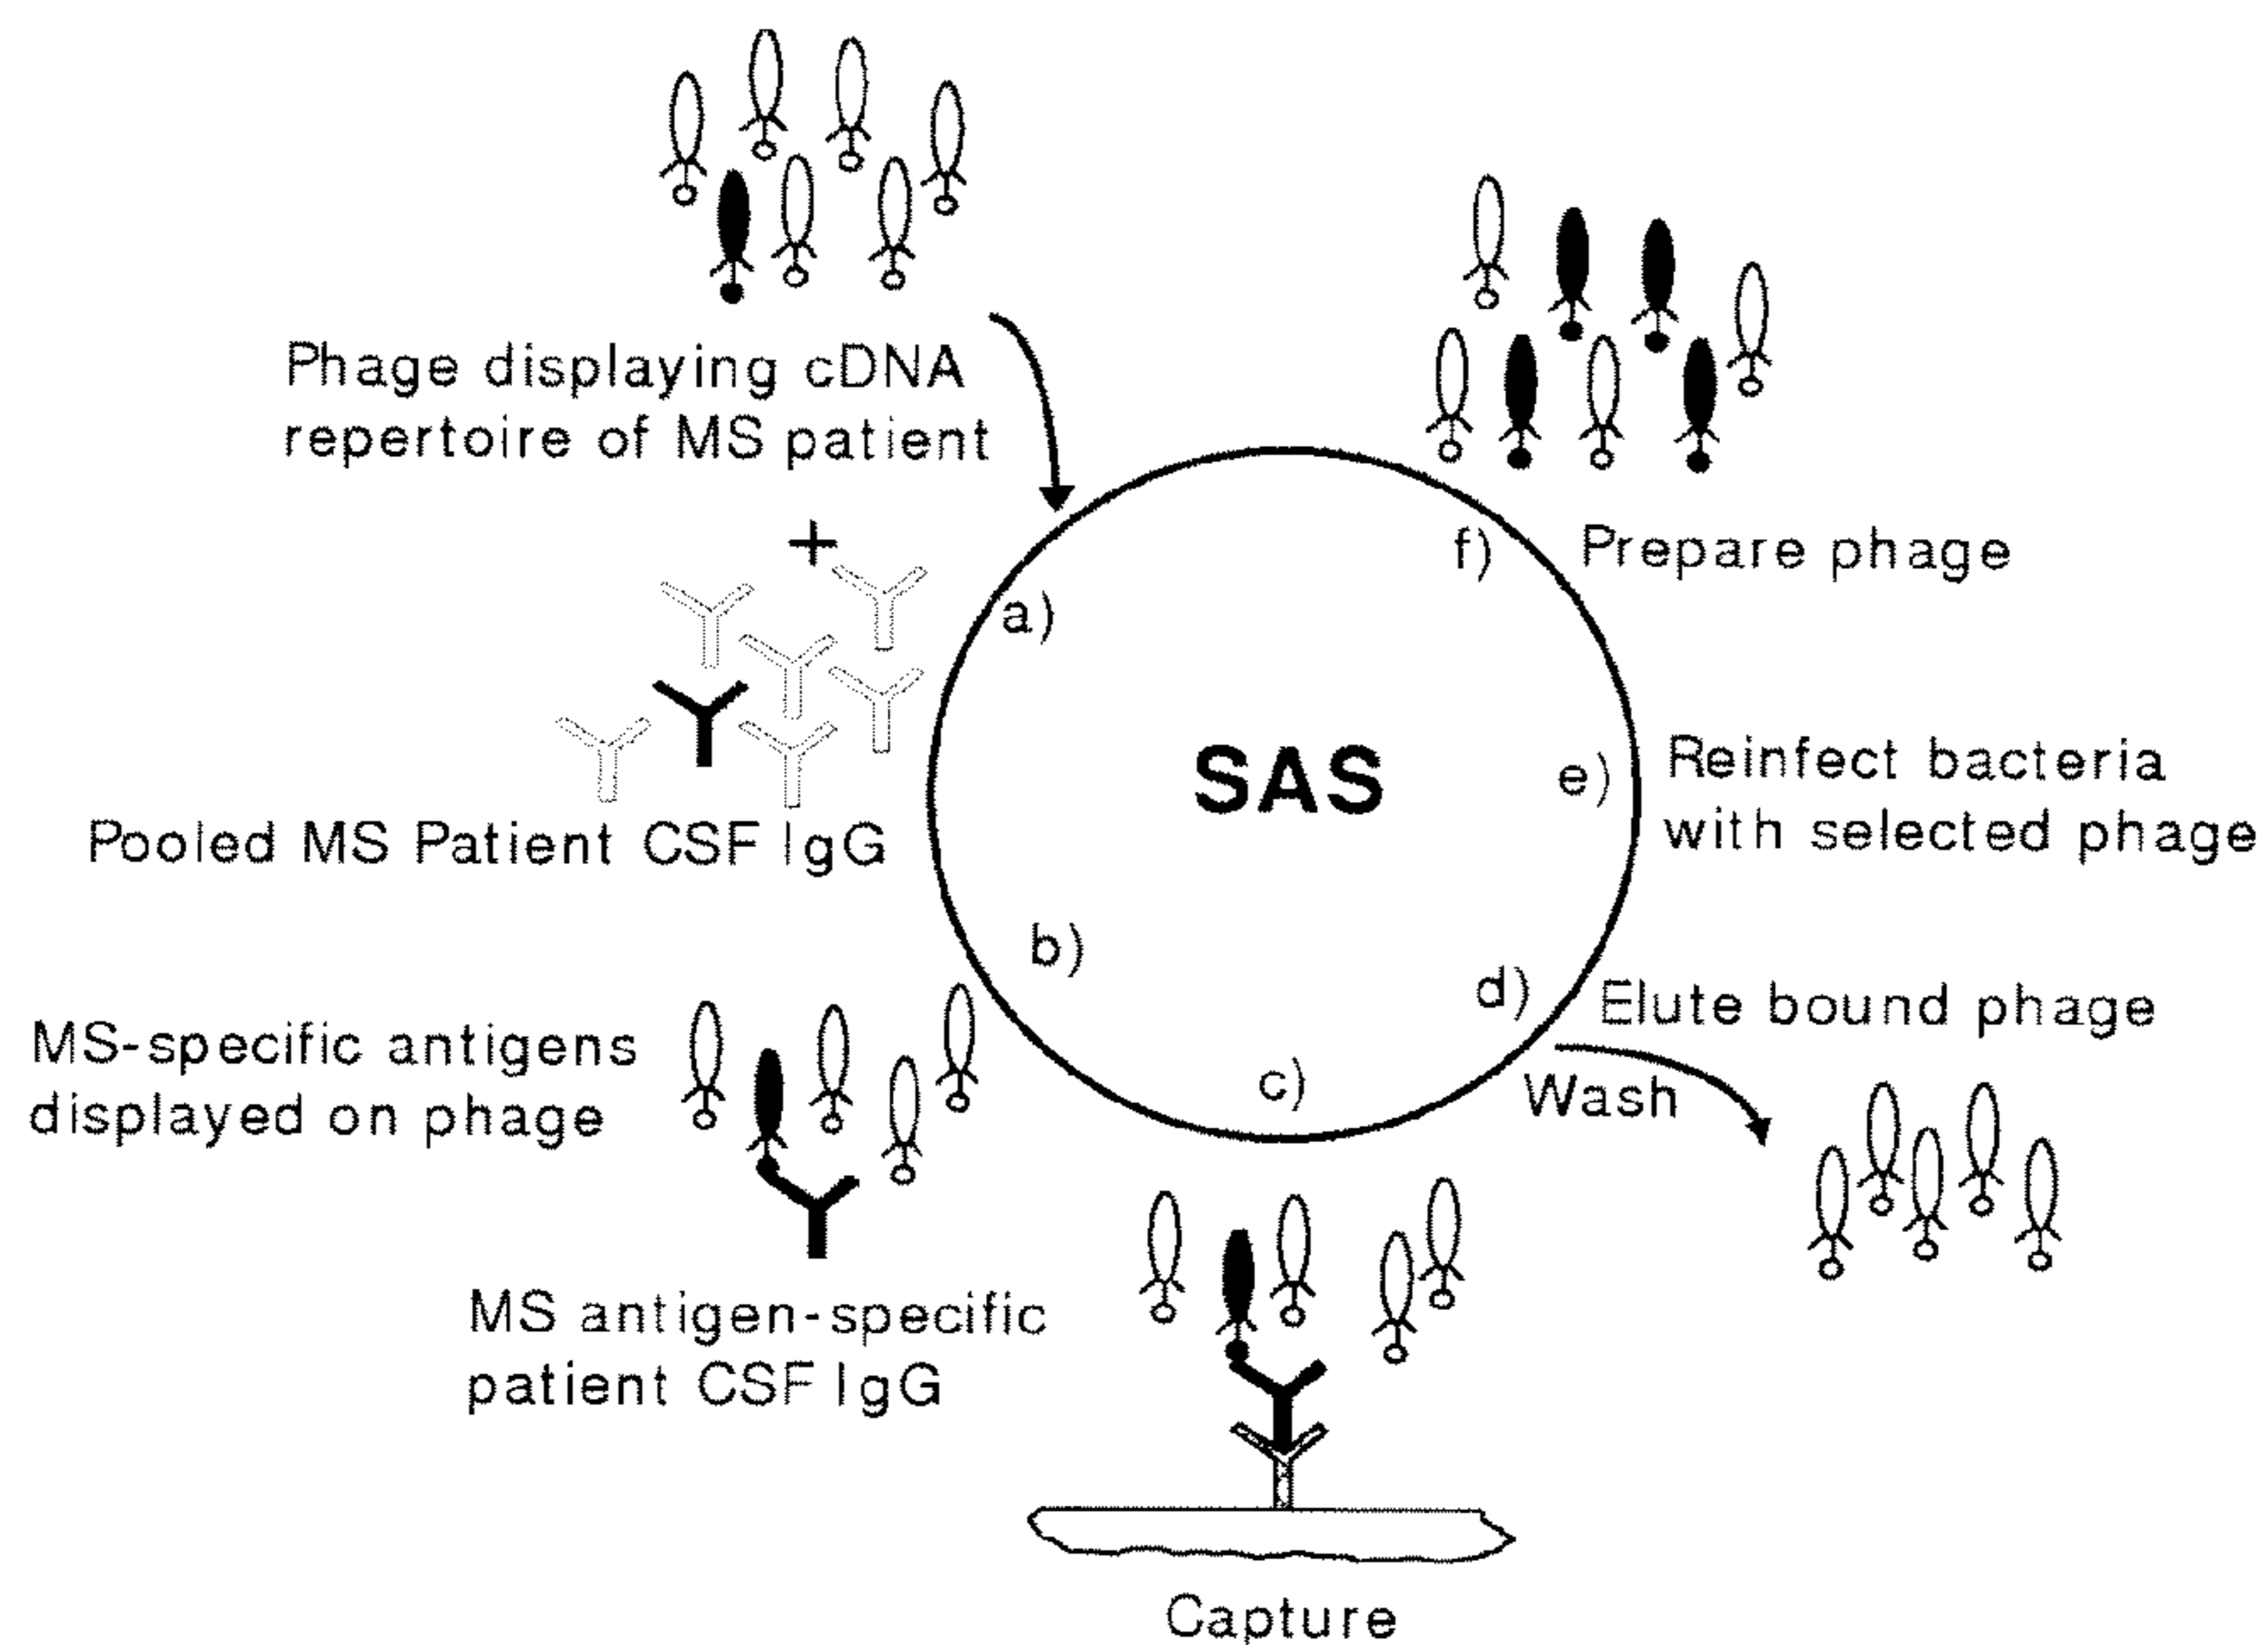 Phage displaying cDNA
repertoire of MS patient
+
a)
Pooled MS Patient CSF IgG
b)
MS-specific antigens
displayed on phage
MS antigen-specific
patient CSF IgG
c)
Capture
d)
Elute bound phage
Wash
e)
Reinfect bacteria
with selected phage
f)
Prepare phage
SAS